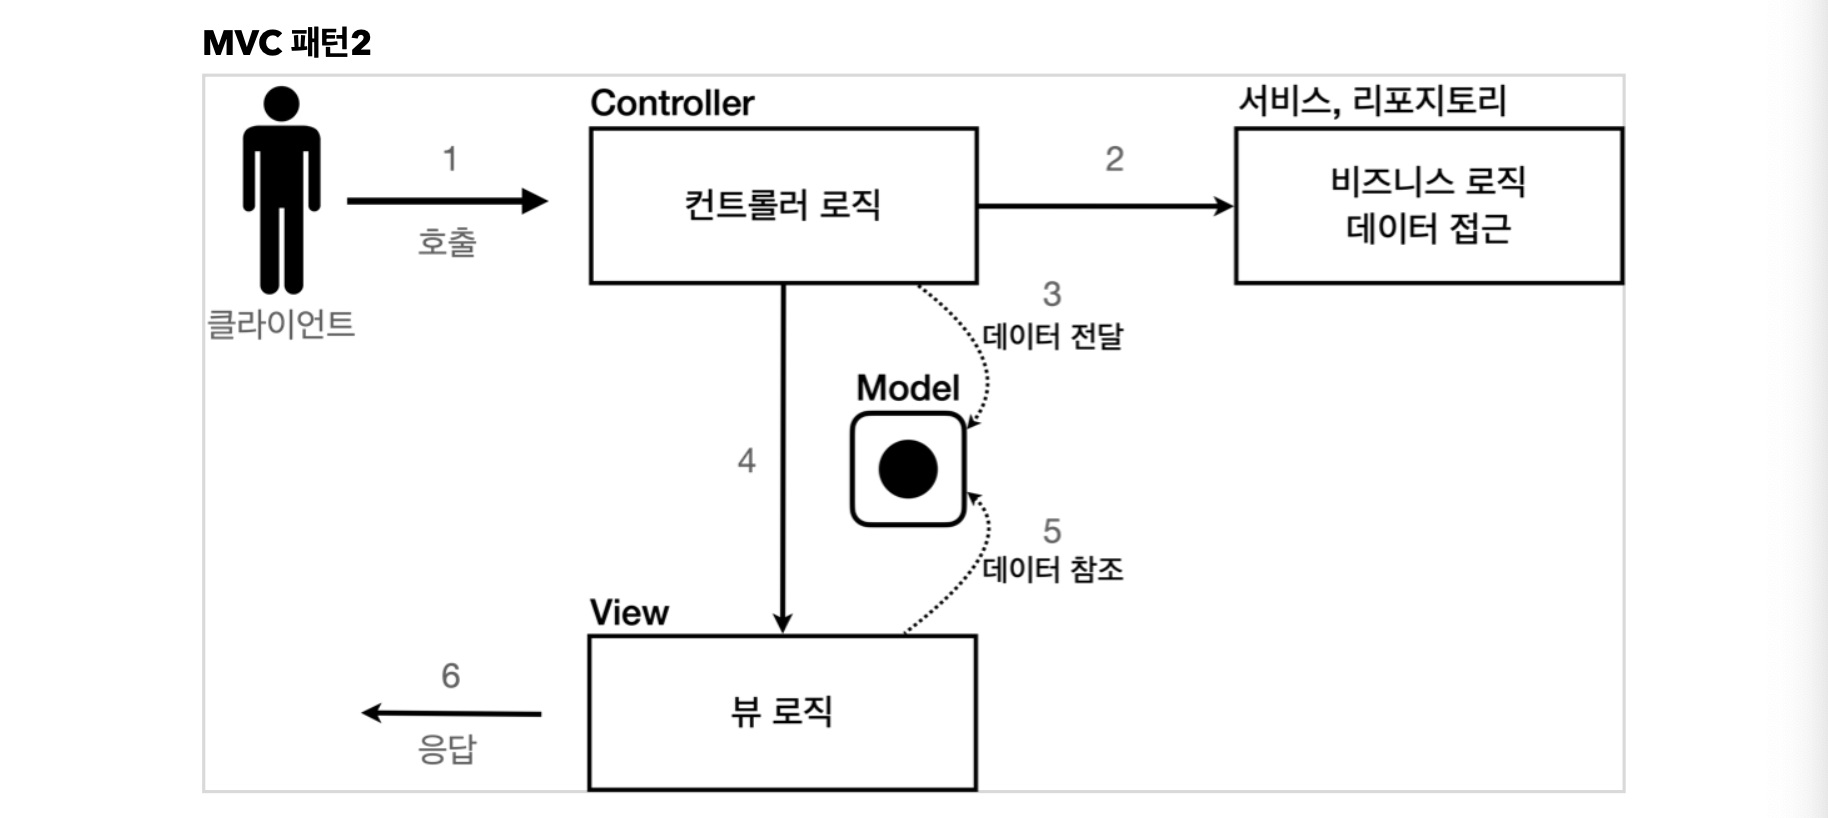 MVC 패턴2
Controller
서비스, 리포지토리
1
호출
클라이언트
컨트롤러 로직
2
비즈니스 로직
데이터 접근
3
데이터 전달
Model
4
5
데이터 참조
View
뷰 로직
6
응답